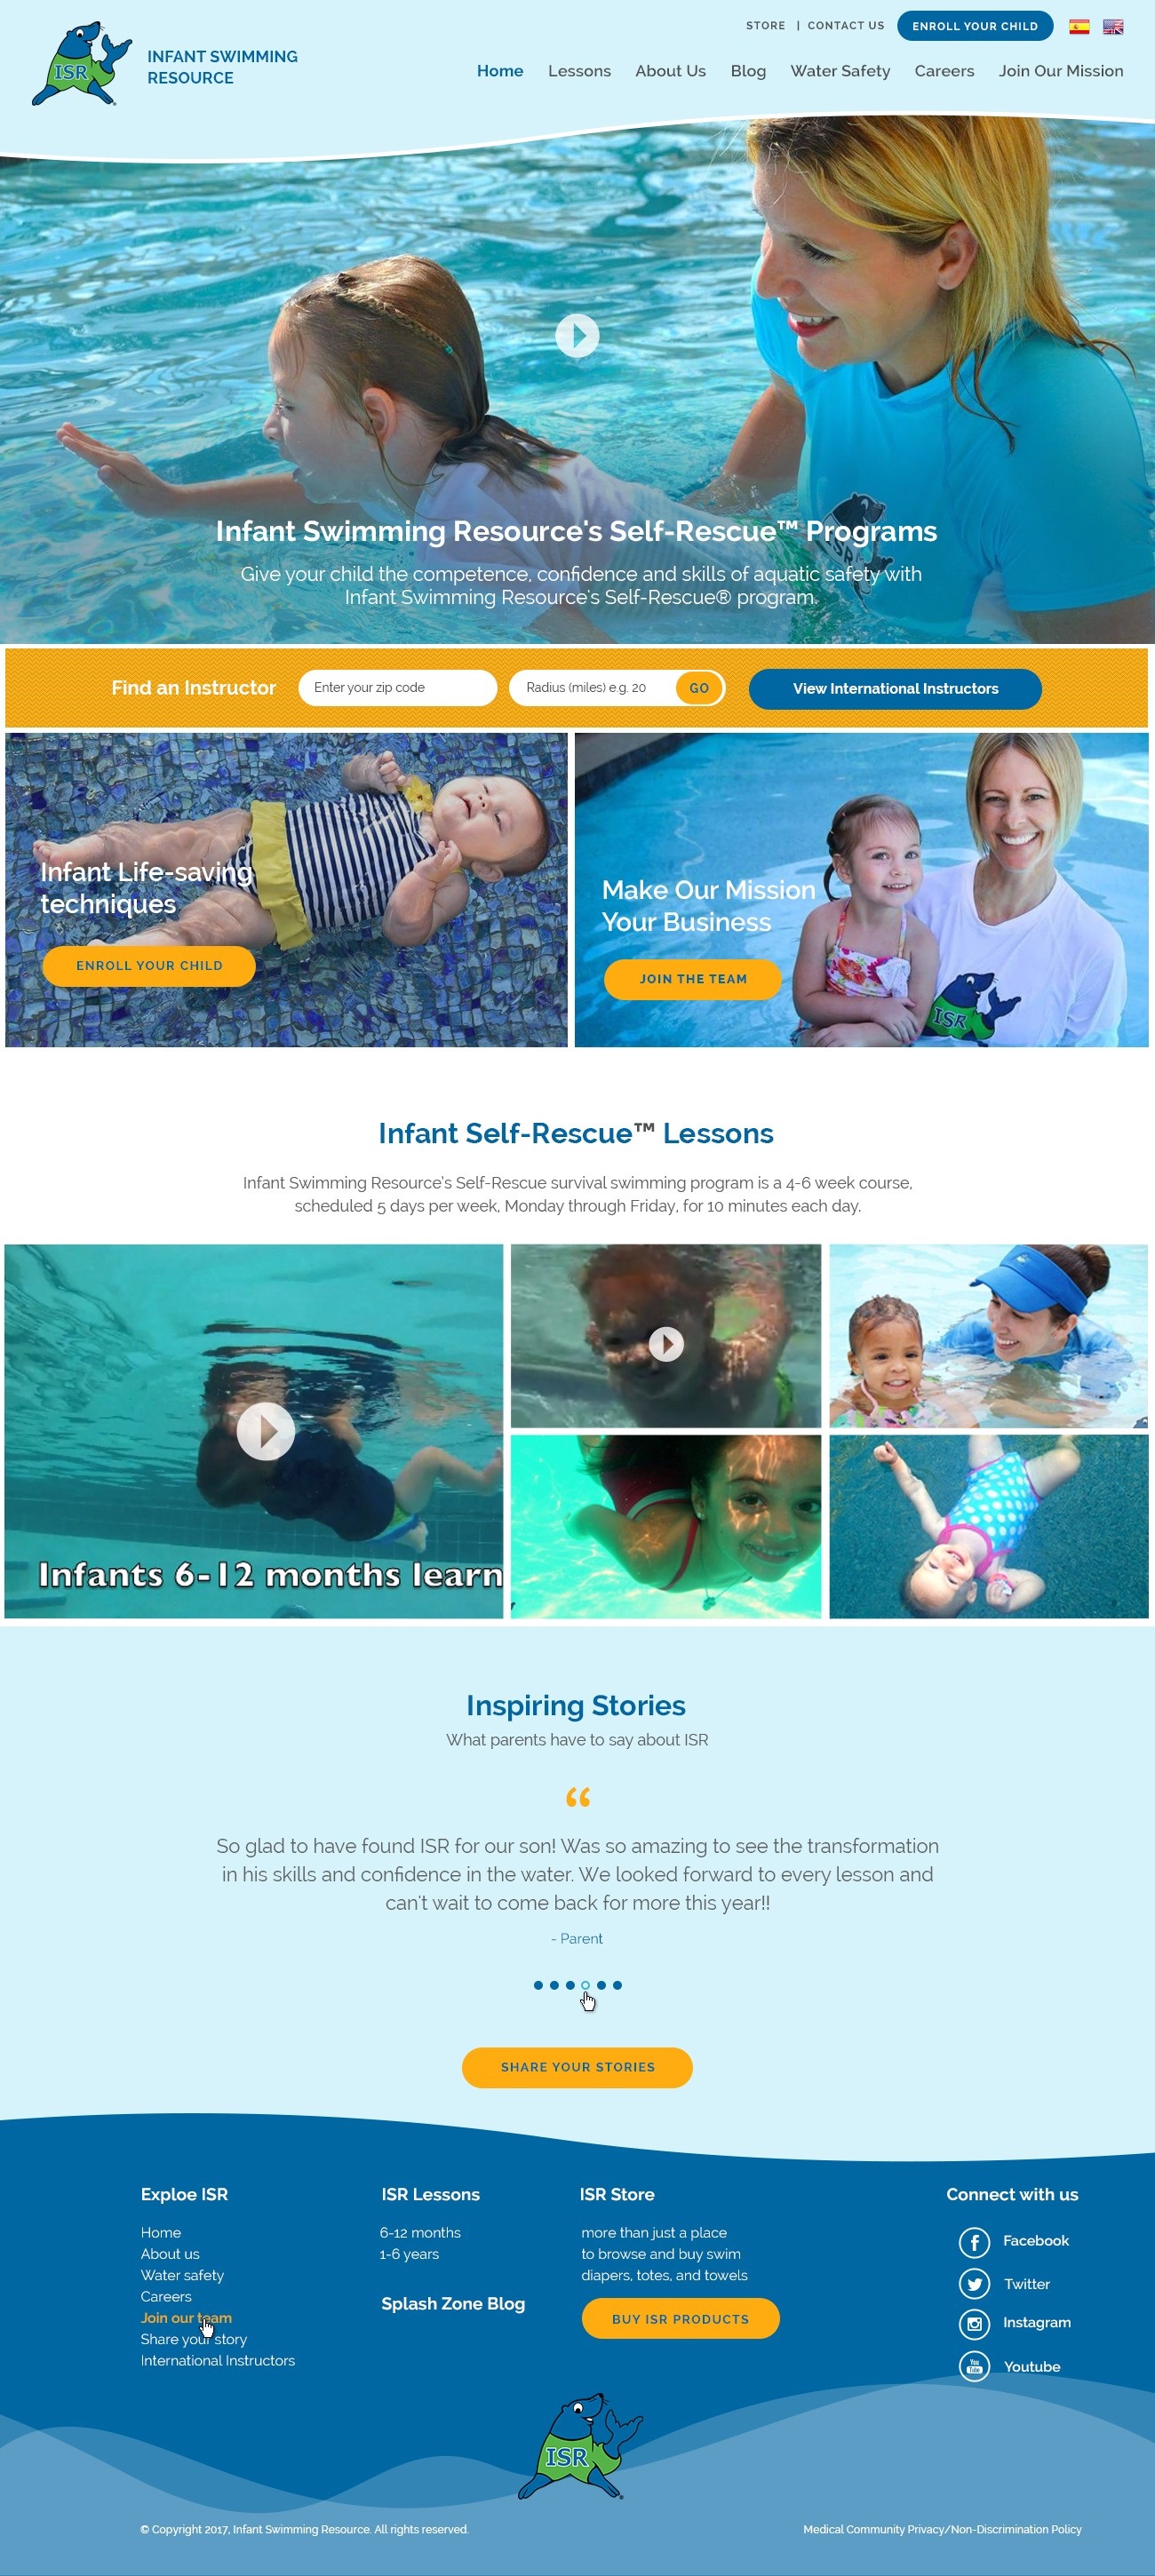 STORE | CONTACT US ENROLL YOUR CHILD
ISR
INFANT SWIMMING
RESOURCE
Home Lessons About Us Blog Water Safety Careers Join Our Mission
Infant Swimming Resource's Self-Rescue™ Programs
Give your child the competence, confidence and skills of aquatic safety with
Infant Swimming Resource's Self-Rescue® program.
Find an Instructor Enter your zip code Radius (miles) e.g. 20 GO View International Instructors
Infant Life-saving
techniques
ENROLL YOUR CHILD
Make Our Mission
Your Business
JOIN THE TEAM
ISR
Infant Self-Rescue™ Lessons
Infant Swimming Resource's Self-Rescue survival swimming program is a 4-6 week course,
scheduled 5 days per week, Monday through Friday, for 10 minutes each day.
Infants 6-12 months learn
Inspiring Stories
What parents have to say about ISR
“
So glad to have found ISR for our son! Was so amazing to see the transformation
in his skills and confidence in the water. We looked forward to every lesson and
can't wait to come back for more this year!!
- Parent
SHARE YOUR STORIES
Exploe ISR
Home
About us
Water safety
Careers
Join our team
Share your story
International Instructors
ISR Lessons
6-12 months
1-6 years
Splash Zone Blog
ISR Store
more than just a place
to browse and buy swim
diapers, totes, and towels
BUY ISR PRODUCTS
Connect with us
Facebook
Twitter
Instagram
You Tube Youtube
ISR
© Copyright 2017, Infant Swimming Resource. All rights reserved.
Medical Community Privacy/Non-Discrimination Policy